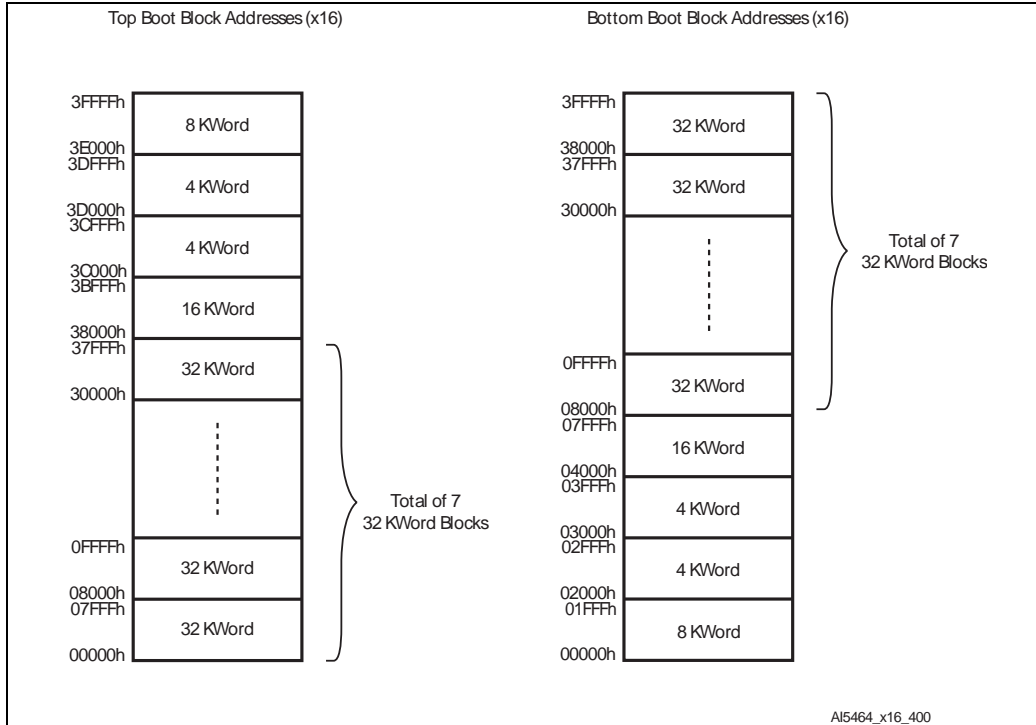 Top Boot Block Addresses (x16)
3FFFFh
8 KWord
3E000h
3DFFFh
4 KWord
3D000h
3CFFFh
4 KWord
3C000h
3BFFFh
16 KWord
38000h
37FFFh
32 KWord
30000h
Total of 7
32 KWord Blocks
0FFFFh
32 KWord
08000h
07FFFh
32 KWord
00000h
Bottom Boot Block Addresses (x16)
3FFFFh
32 KWord
38000h
37FFFh
32 KWord
30000h
Total of 7
32 KWord Blocks
0FFFFh
32 KWord
08000h
07FFFh
16 KWord
04000h
03FFFh
4 KWord
03000h
02FFFh
4 KWord
02000h
01FFFh
8 KWord
00000h
AI5464_x16_400